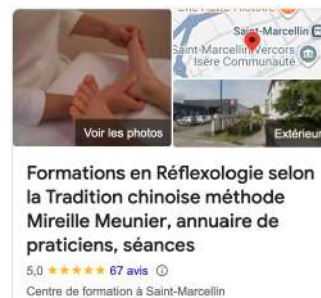 Saint-Marcellin
Saint-Marcellin Vercors
Isère Communauté
Voir les photos
Extérieur
Formations en Réflexologie selon
la Tradition chinoise méthode
Mireille Meunier, annuaire de
praticiens, séances
5,0 ★★★★★ 67 avis
Centre de formation à Saint-Marcellin